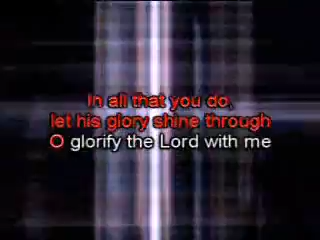 In all that you do,
let his glory shine through
O glorify the Lord with me